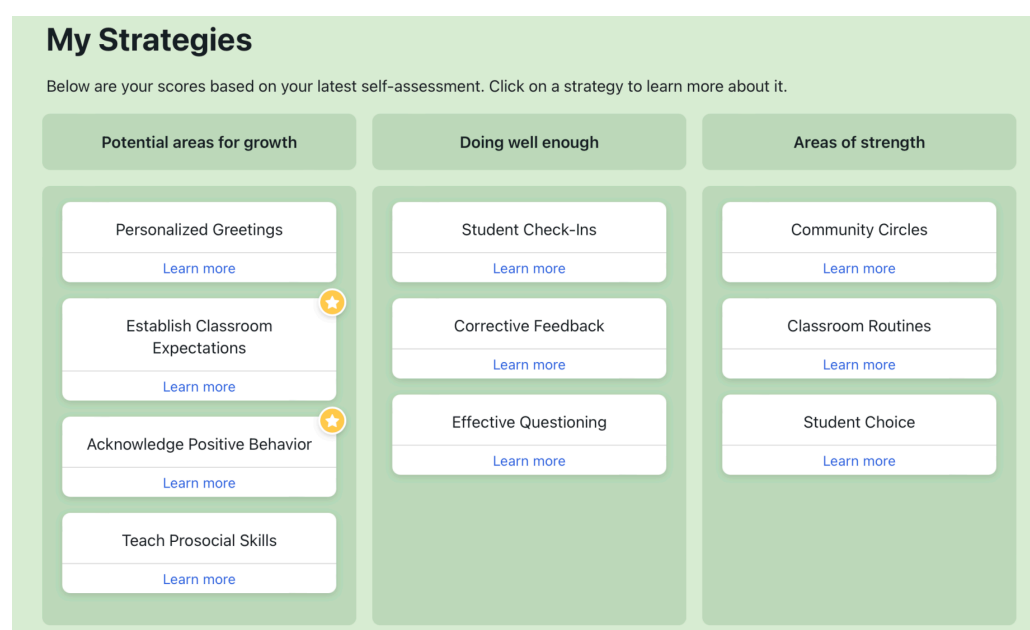 My Strategies
Below are your scores based on your latest self-assessment. Click on a strategy to learn more about it.
Potential areas for growth
Personalized Greetings
Learn more
Establish Classroom
Expectations
Learn more
Acknowledge Positive Behavior
Learn more
Teach Prosocial Skills
Learn more
Doing well enough
Student Check-Ins
Learn more
Corrective Feedback
Learn more
Effective Questioning
Learn more
Areas of strength
Community Circles
Learn more
Classroom Routines
Learn more
Student Choice
Learn more